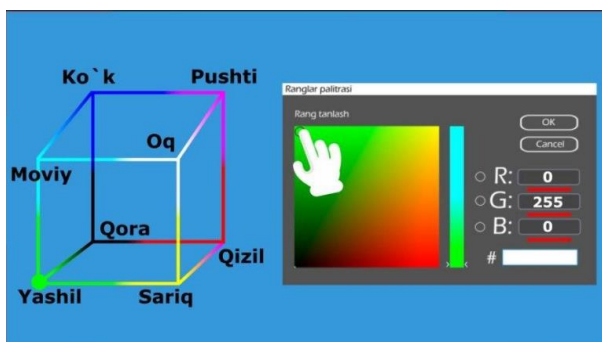 Ko`k
Pushti
Oq
Moviy
Qora
Qizil
Yashil
Sariq
Ranglar palitrasi
Rang tanlash
OK
Cancel
R: 0
G: 255
B: 0
#